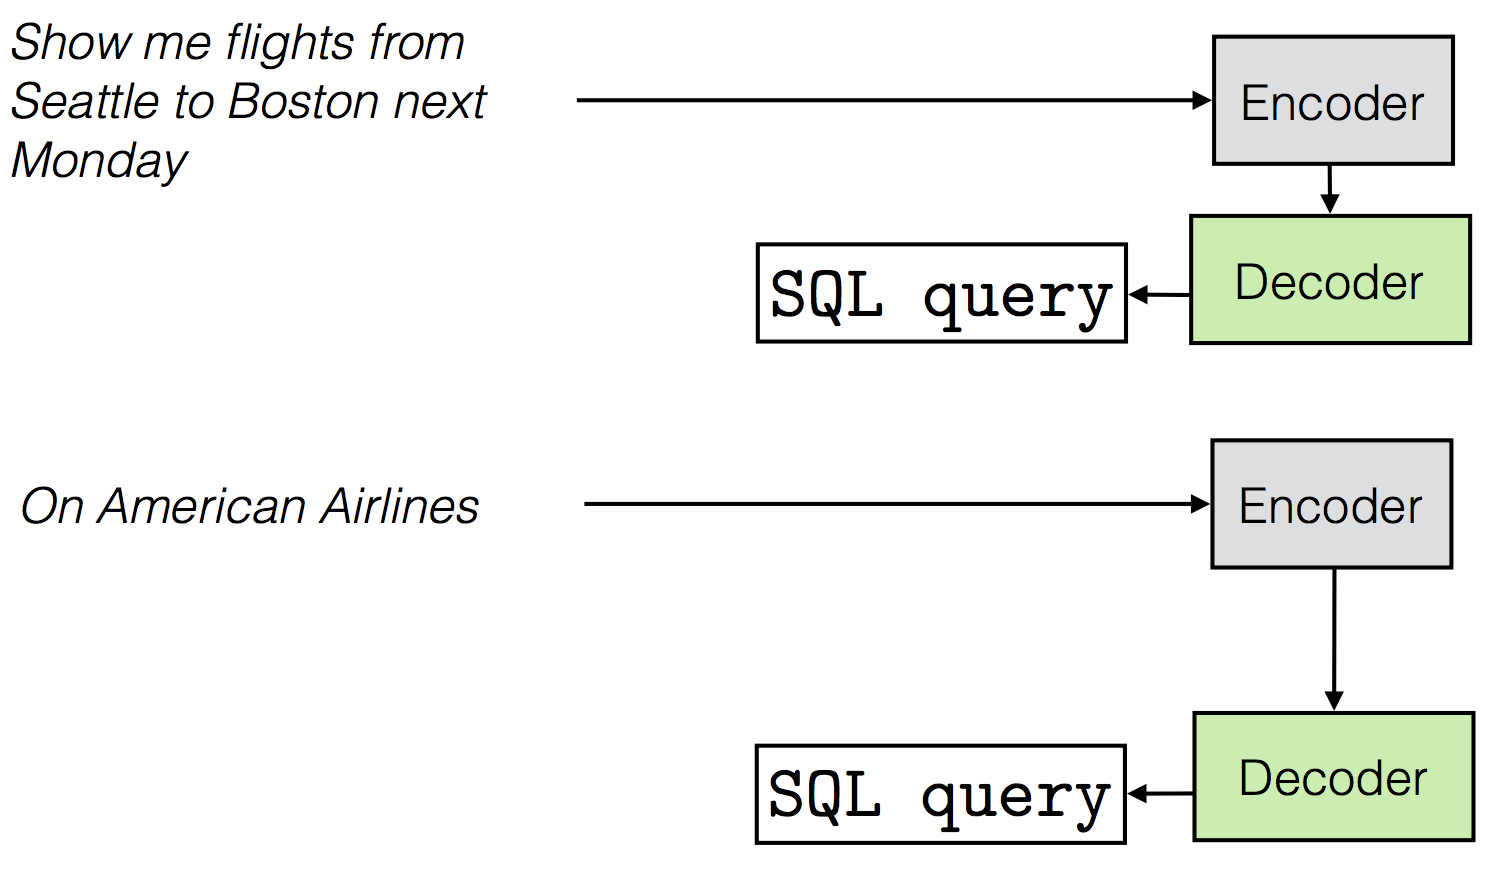 Show me flights from
Seattle to Boston next
Monday
Encoder
Decoder
SQL query
On American Airlines
Encoder
Decoder
SQL query